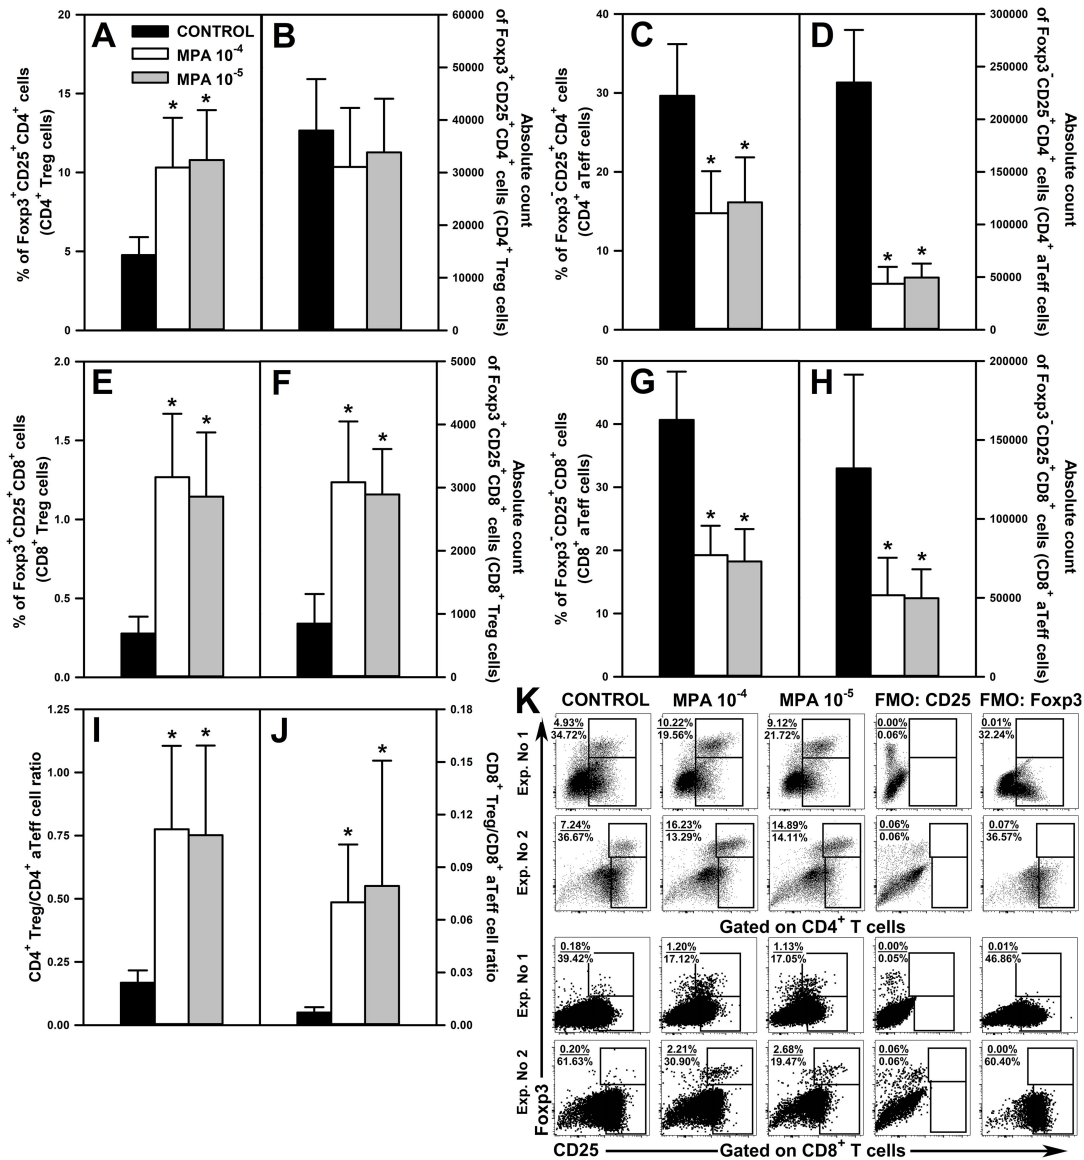 A
CONTROL
MPA 10-4
MPA 10-5
B
% of Foxp3+CD25+CD4+ cells
(CD4+ Treg cells)
20
15
10
5
0
* *
60000
50000
40000
30000
20000
10000
0
Absolute count
of Foxp3+CD25+CD4+ cells (CD4+ Treg cells)
C
D
% of Foxp3-CD25+CD4+ cells
(CD4+ aTeff cells)
40
30
20
10
0
* *
* *
300000
250000
200000
150000
100000
50000
0
Absolute count
of Foxp3-CD25+CD4+ cells (CD4+ aTeff cells)
E
F
% of Foxp3+CD25+CD8+ cells
(CD8+ Treg cells)
2.0
1.5
1.0
0.5
0.0
* *
* *
5000
4000
3000
2000
1000
0
Absolute count
of Foxp3+CD25+CD8+ cells (CD8+ Treg cells)
G
H
% of Foxp3-CD25+CD8+ cells
(CD8+ aTeff cells)
50
40
30
20
10
0
* *
* *
200000
150000
100000
50000
0
Absolute count
of Foxp3-CD25+CD8+ cells (CD8+ aTeff cells)
I
J
CD4+ Treg/CD4+ aTeff cell ratio
1.25
1.00
0.75
0.50
0.25
0.00
* *
* *
0.18
0.15
0.12
0.09
0.06
0.03
0.00
CD8+ Treg/CD8+ aTeff cell ratio
K
CONTROL MPA 10-4 MPA 10-5 FMO: CD25 FMO: Foxp3
Exp. No 1
4.93% 10.22% 9.12% 0.00% 0.01%
34.72% 19.56% 21.72% 0.06% 32.24%
Exp. No 2
7.24% 16.23% 14.89% 0.06% 0.07%
36.67% 13.29% 14.11% 0.06% 36.57%
Gated on CD4+ T cells
Exp. No 1
0.18% 1.20% 1.13% 0.00% 0.01%
39.42% 17.12% 17.05% 0.05% 46.86%
Exp. No 2
0.20% 2.21% 2.68% 0.06% 0.00%
61.63% 30.90% 19.47% 0.06% 60.40%
Foxp3
CD25
Gated on CD8+ T cells